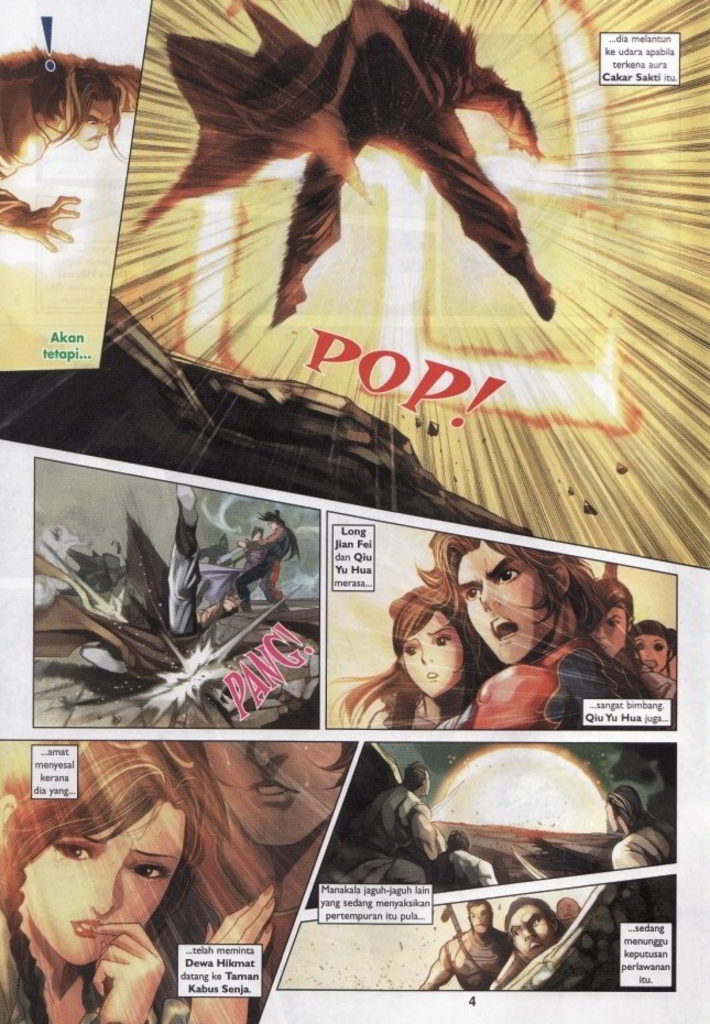 !
Akan
tetapi...
...dia melantun
ke udara apabila
terkena aura
Cakar Sakti itu.
POP!
PANG!
Long
Jian Fei
dan Qiu
Yu Hua
merasa...
...sangat bimbang.
Qiu Yu Hua juga...
...amat
menyesal
kerana
dia yang...
...telah meminta
Dewa Hikmat
datang ke Taman
Kabus Senja.
Manakala jaguh-jaguh lain
yang sedang menyaksikan
pertempuran itu pula...
...sedang
menunggu
keputusan
perlawanan
itu.
4